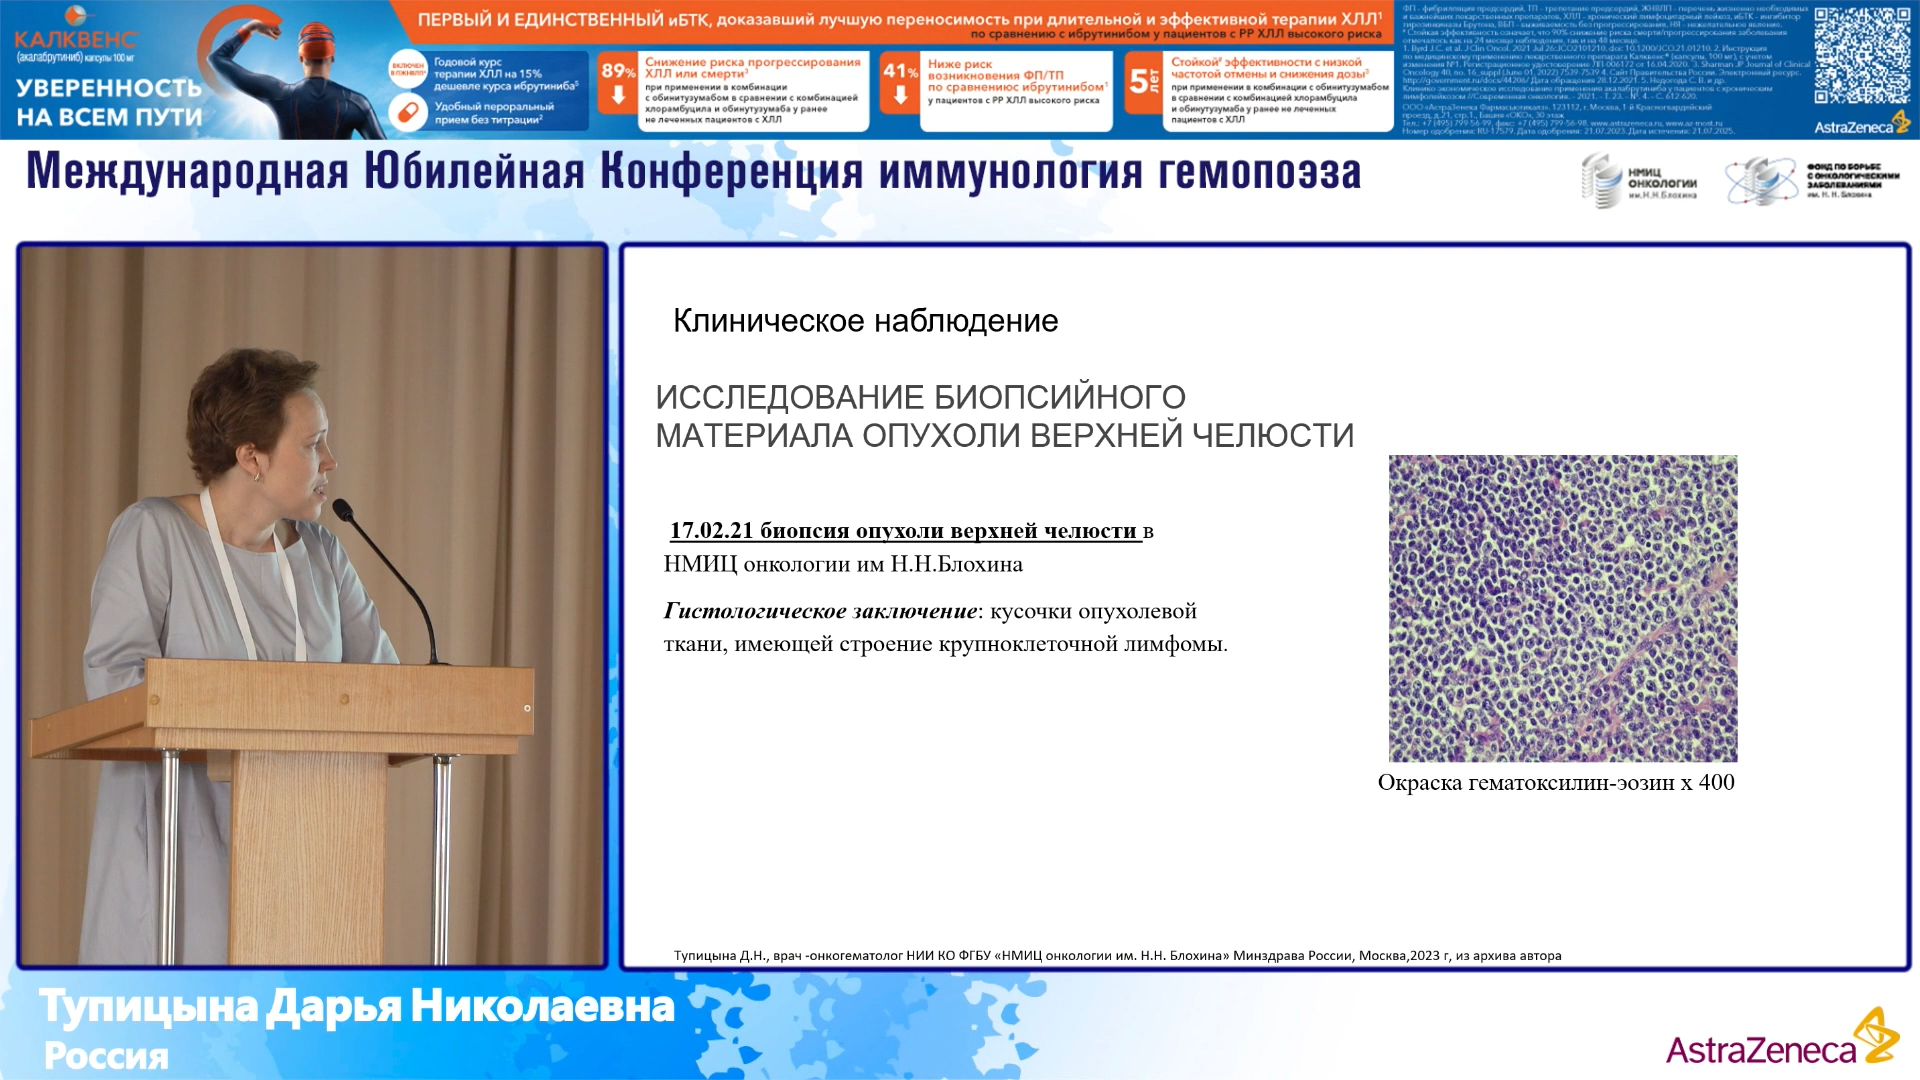 КАЛКВЕНС
(акалабрутиниб) капсулы 100 мг
УВЕРЕННОСТЬ
НА ВСЕМ ПУТИ
ПЕРВЫЙ И ЕДИНСТВЕННЫЙ иБТК, доказавший лучшую переносимость при длительной и эффективной терапии ХЛЛ¹
по сравнению с ибрутинибом у пациентов с РР ХЛЛ высокого риска
Годовой курс
терапии ХЛЛ на 15%
дешевле курса ибрутиниба⁵
Удобный пероральный
прием без титрации²
89%
Снижение риска прогрессирования
ХЛЛ или смерти³
при применении в комбинации
с обинутузумабом в сравнении с комбинацией
хлорамбуцила и обинутузумаба у ранее
не леченных пациентов с ХЛЛ
41%
Ниже риск
возникновения ФП/ТП
по сравнению с ибрутинибом¹
у пациентов с РР ХЛЛ высокого риска
5 лет
Стойкой# эффективности с низкой
частотой отмены и снижения дозы³
при применении в комбинации с обинутузумабом
в сравнении с комбинацией хлорамбуцила
и обинутузумаба у ранее не леченных
пациентов с ХЛЛ
AstraZeneca
Международная Юбилейная Конференция иммунология гемопоэза
НМИЦ
ОНКОЛОГИИ
им.Н.Н.Блохина
ФОНД ПО БОРЬБЕ
С ОНКОЛОГИЧЕСКИМИ
ЗАБОЛЕВАНИЯМИ
им. Н. Н. Блохина
Клиническое наблюдение
ИССЛЕДОВАНИЕ БИОПСИЙНОГО
МАТЕРИАЛА ОПУХОЛИ ВЕРХНЕЙ ЧЕЛЮСТИ
17.02.21 биопсия опухоли верхней челюсти в
НМИЦ онкологии им Н.Н.Блохина
Гистологическое заключение: кусочки опухолевой
ткани, имеющей строение крупноклеточной лимфомы.
Окраска гематоксилин-эозин x 400
Тупицына Д.Н., врач -онкогематолог НИИ КО ФГБУ «НМИЦ онкологии им. Н.Н. Блохина» Минздрава России, Москва,2023 г, из архива автора
Тупицына Дарья Николаевна
Россия
AstraZeneca